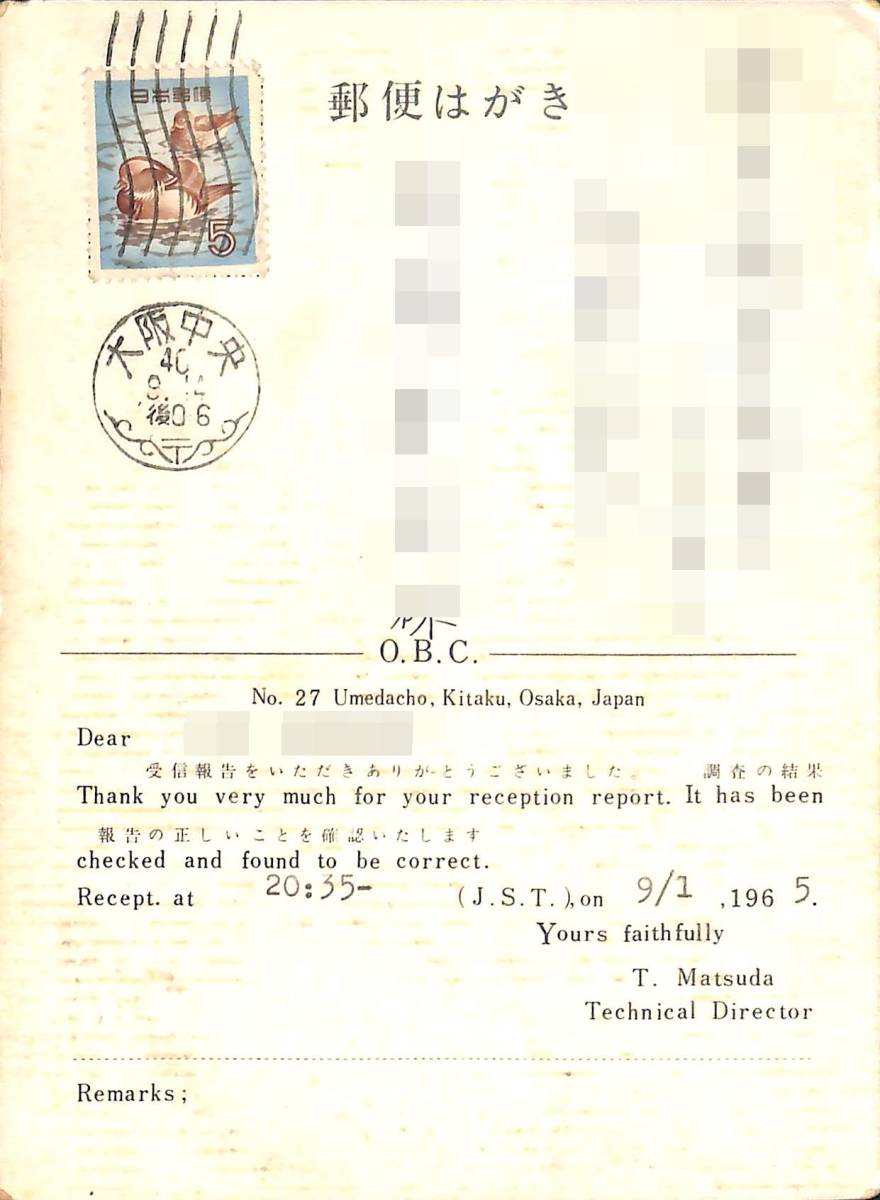 日本郵便
5
郵便はがき
大阪中央
40
後0-6
様
O.B.C.
No. 27 Umedacho, Kitaku, Osaka, Japan
Dear
受信報告をいただきありがとうございました。 調査の結果
Thank you very much for your reception report. It has been
報告の正しいことを確認いたします
checked and found to be correct.
Recept. at 20:35- (J.S.T.), on 9/1 ,196 5.
Yours faithfully
T. Matsuda
Technical Director
Remarks ;